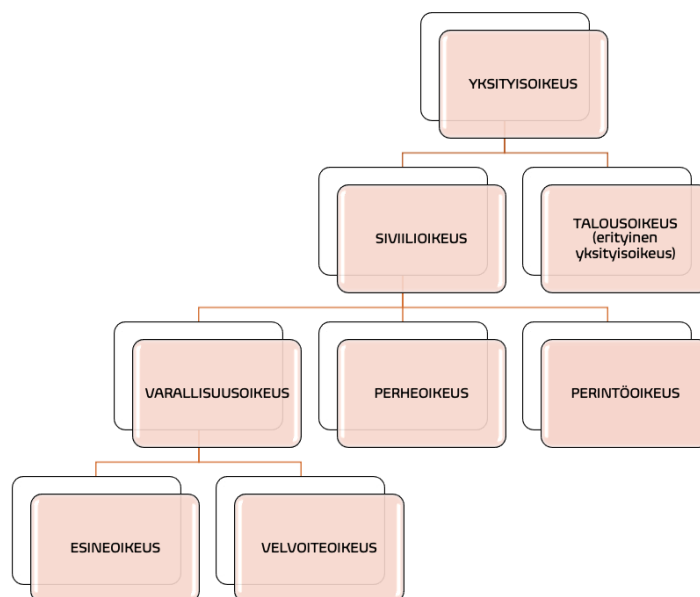 YKSITYISOIKEUS
SIVIILIOIKEUS
TALOUSOIKEUS
(erityinen
yksityisoikeus)
VARALLISUUSOIKEUS
PERHEOIKEUS
PERINTÖOIKEUS
ESINEOIKEUS
VELVOITEOIKEUS